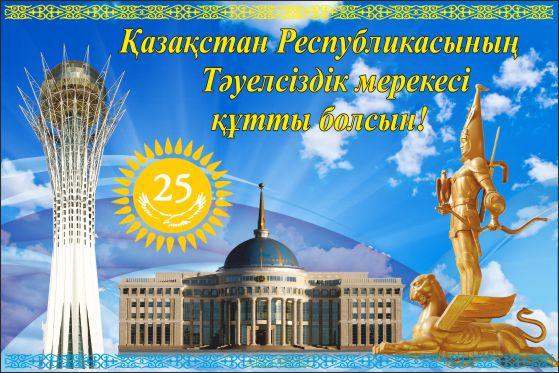 Қазақстан Республикасының
Тәуелсіздік мерекесі
құтты болсын!
25